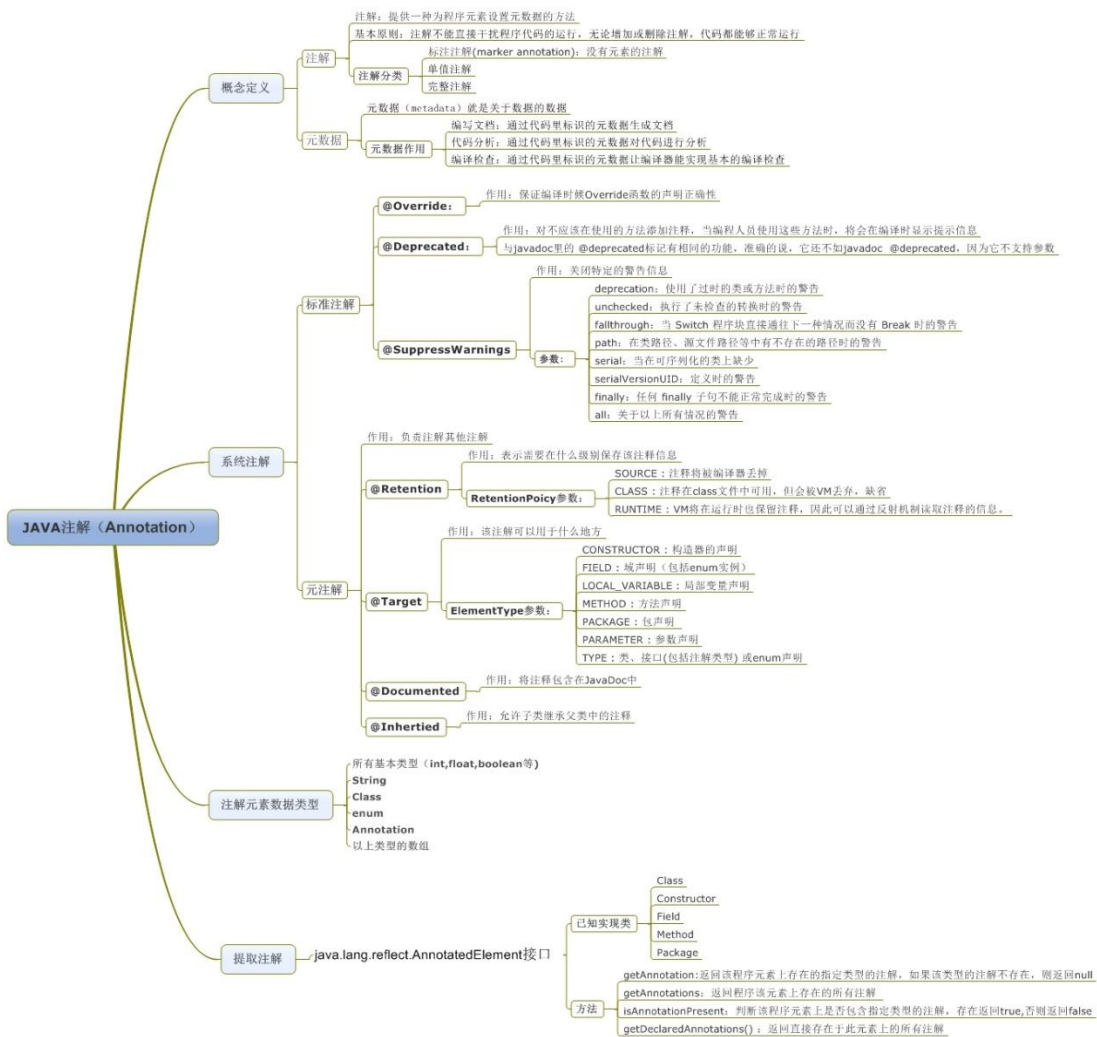 JAVA注解（Annotation）
概念定义
注解
注解：提供一种为程序元素设置元数据的方法
基本原则：注解不能直接干扰程序代码的运行，无论增加或删除注解，代码都能够正常运行
注解分类
标注注解(marker annotation)：没有元素的注解
单值注解
完整注解
元数据
元数据（metadata）就是关于数据的数据
元数据作用
编写文档：通过代码里标识的元数据生成文档
代码分析：通过代码里标识的元数据对代码进行分析
编译检查：通过代码里标识的元数据让编译器能实现基本的编译检查
系统注解
标准注解
@Override：
作用：保证编译时候Override函数的声明正确性
@Deprecated：
作用：对不应该在使用的方法添加注释，当编程人员使用这些方法时，将会在编译时显示提示信息
与javadoc里的 @deprecated标记有相同的功能，准确的说，它还不如javadoc @deprecated，因为它不支持参数
@SuppressWarnings
作用：关闭特定的警告信息
参数：
deprecation：使用了过时的类或方法时的警告
unchecked：执行了未检查的转换时的警告
fallthrough：当 Switch 程序块直接通往下一种情况而没有 Break 时的警告
path：在类路径、源文件路径等中有不存在的路径时的警告
serial：当在可序列化的类上缺少
serialVersionUID：定义时的警告
finally：任何 finally 子句不能正常完成时的警告
all：关于以上所有情况的警告
元注解
作用：负责注解其他注解
@Retention
作用：表示需要在什么级别保存该注释信息
RetentionPoicy参数：
SOURCE：注释将被编译器丢掉
CLASS：注释在class文件中可用，但会被VM丢弃，缺省
RUNTIME：VM将在运行时也保留注释，因此可以通过反射机制读取注释的信息。
@Target
作用：该注解可以用于什么地方
ElementType参数：
CONSTRUCTOR：构造器的声明
FIELD：域声明（包括enum实例）
LOCAL_VARIABLE：局部变量声明
METHOD：方法声明
PACKAGE：包声明
PARAMETER：参数声明
TYPE：类、接口(包括注解类型) 或enum声明
@Documented
作用：将注释包含在JavaDoc中
@Inhertied
作用：允许子类继承父类中的注释
注解元素数据类型
所有基本类型（int,float,boolean等)
String
Class
enum
Annotation
以上类型的数组
提取注解
java.lang.reflect.AnnotatedElement接口
已知实现类
Class
Constructor
Field
Method
Package
方法
getAnnotation:返回该程序元素上存在的指定类型的注解，如果该类型的注解不存在，则返回null
getAnnotations：返回程序该元素上存在的所有注解
isAnnotationPresent：判断该程序元素上是否包含指定类型的注解，存在返回true,否则返回false
getDeclaredAnnotations()：返回直接存在于此元素上的所有注解